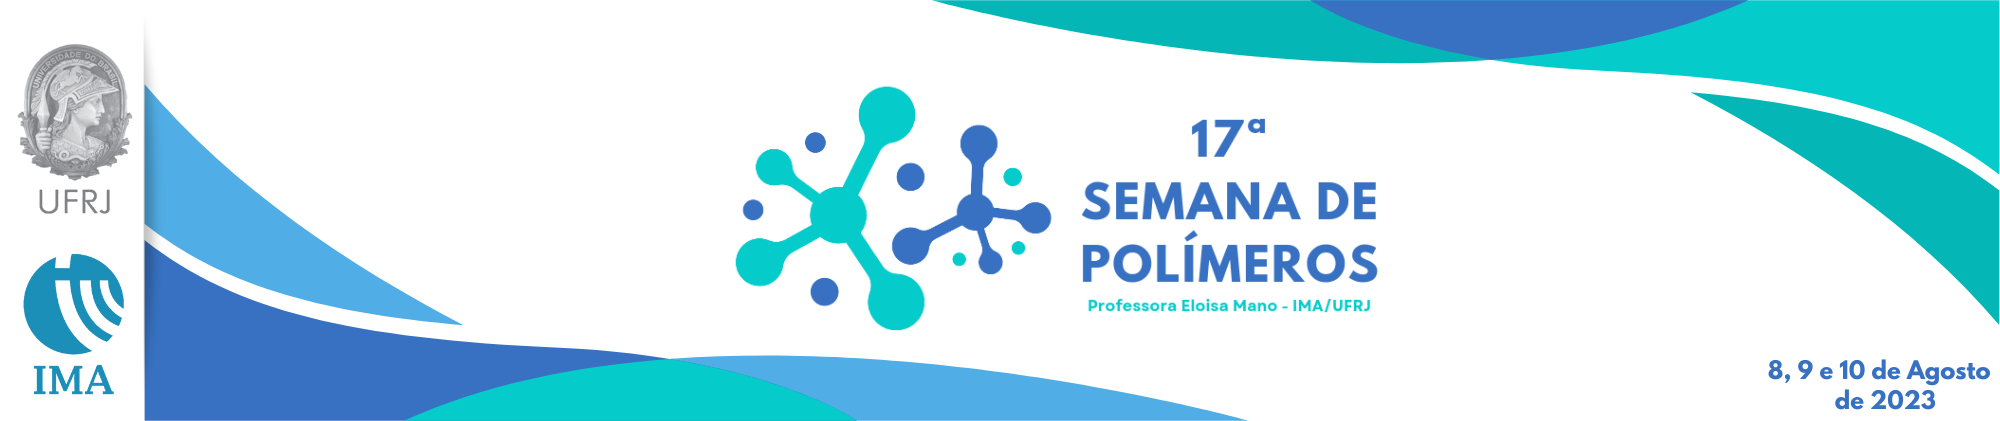 UNIVERSIDADE DO BRASIL
UFRJ
IMA
17ª
SEMANA DE
POLÍMEROS
Professora Eloisa Mano - IMA/UFRJ
8, 9 e 10 de Agosto
de 2023